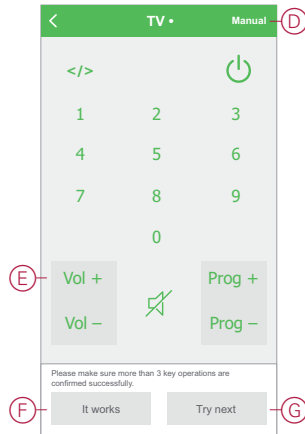 TV •
Manual
D
</>
1 2 3
4 5 6
7 8 9
0
E
Vol +
Prog +
Vol –
Prog –
Please make sure more than 3 key operations are
confirmed successfully.
F
It works
Try next
G